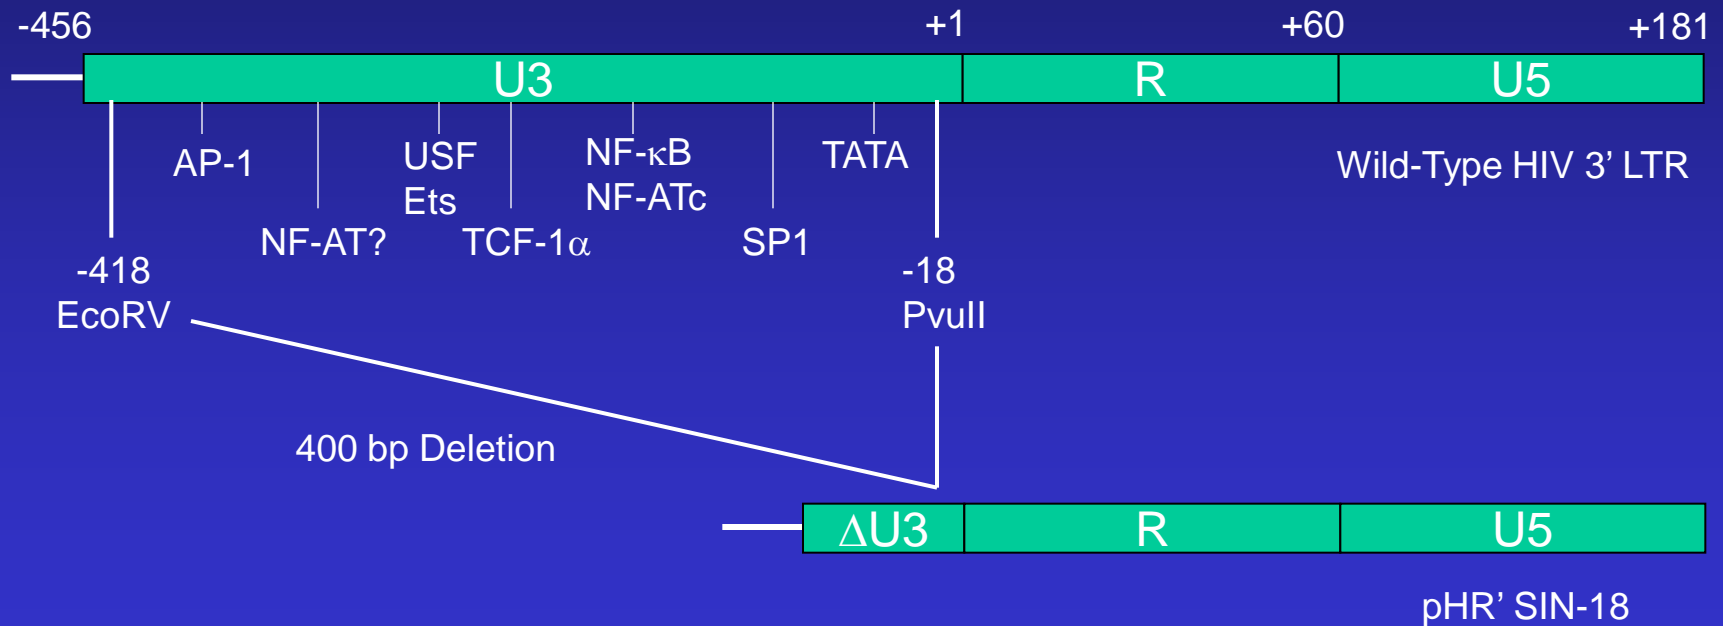 -456 +1 +60 +181
U3 R U5
AP-1
NF-AT?
USF
Ets
TCF-1α
NF-κB
NF-ATc
SP1
TATA
Wild-Type HIV 3’ LTR
-418
EcoRV
-18
PvuII
400 bp Deletion
ΔU3 R U5
pHR’ SIN-18